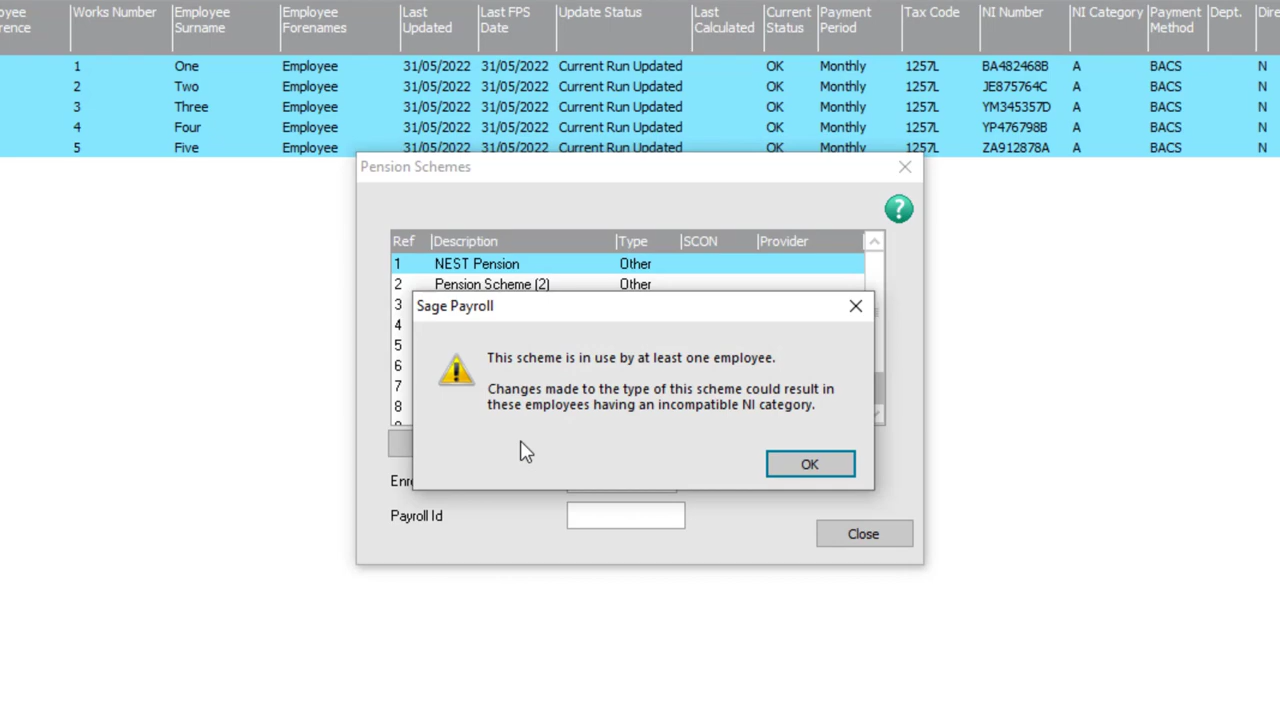 yee Works Number Employee Employee Last Last FPS Update Status Last Current Payment Tax Code NI Number NI Category Payment Dept. Dire
rence Surname Forenames Updated Date Calculated Status Period Method
1 One Employee 31/05/2022 31/05/2022 Current Run Updated OK Monthly 1257L BA482468B A BACS N
2 Two Employee 31/05/2022 31/05/2022 Current Run Updated OK Monthly 1257L JE875764C A BACS N
3 Three Employee 31/05/2022 31/05/2022 Current Run Updated OK Monthly 1257L YM345357D A BACS N
4 Four Employee 31/05/2022 31/05/2022 Current Run Updated OK Monthly 1257L YP476798B A BACS N
5 Five Employee 31/05/2022 31/05/2022 Current Run Updated OK Monthly 1257L ZA912878A A BACS N
Pension Schemes
?
Ref Description Type SCON Provider
1 NEST Pension Other
2 Pension Scheme (2) Other
3
4
5
6
7
8
Sage Payroll
This scheme is in use by at least one employee.
Changes made to the type of this scheme could result in
these employees having an incompatible NI category.
OK
Enro
Payroll Id
Close